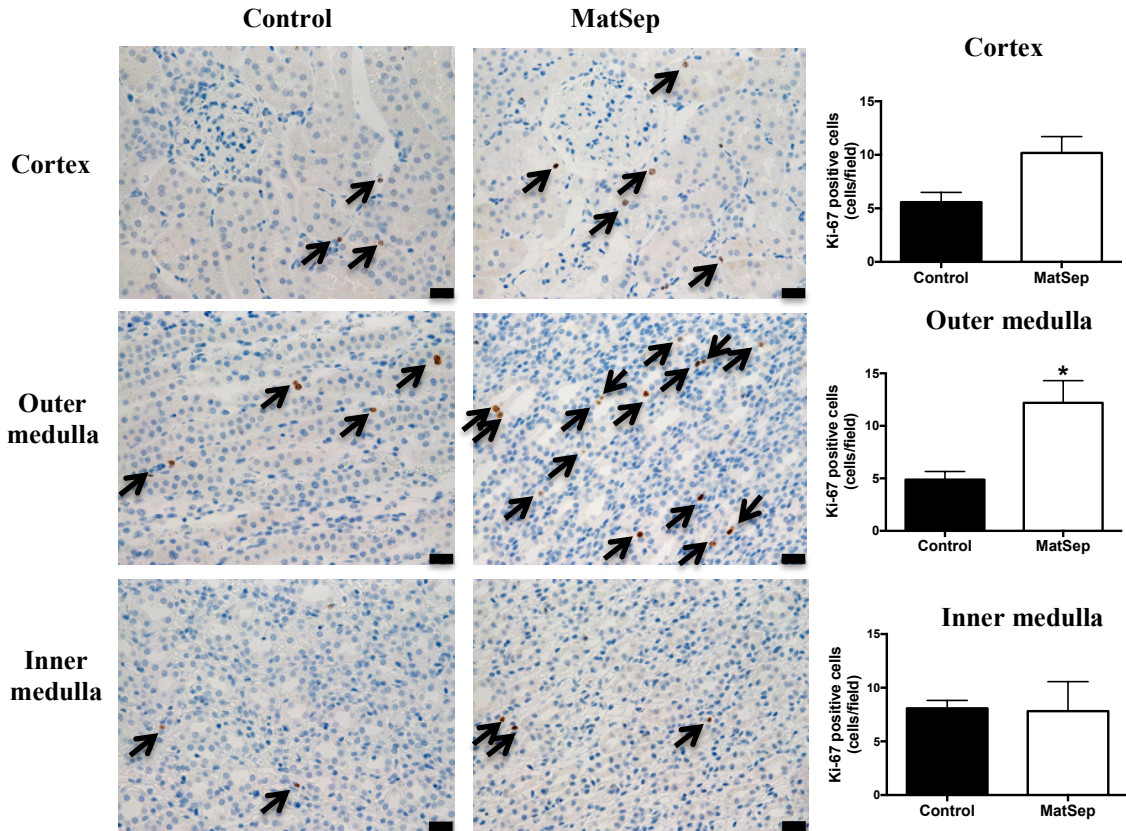 Control
MatSep
Cortex
Outer
medulla
Inner
medulla
Cortex
Ki-67 positive cells
(cells/field)
15
10
5
0
Control
MatSep
Outer medulla
Ki-67 positive cells
(cells/field)
15
10
5
0
*
Control
MatSep
Inner medulla
Ki-67 positive cells
(cells/field)
15
10
5
0
Control
MatSep